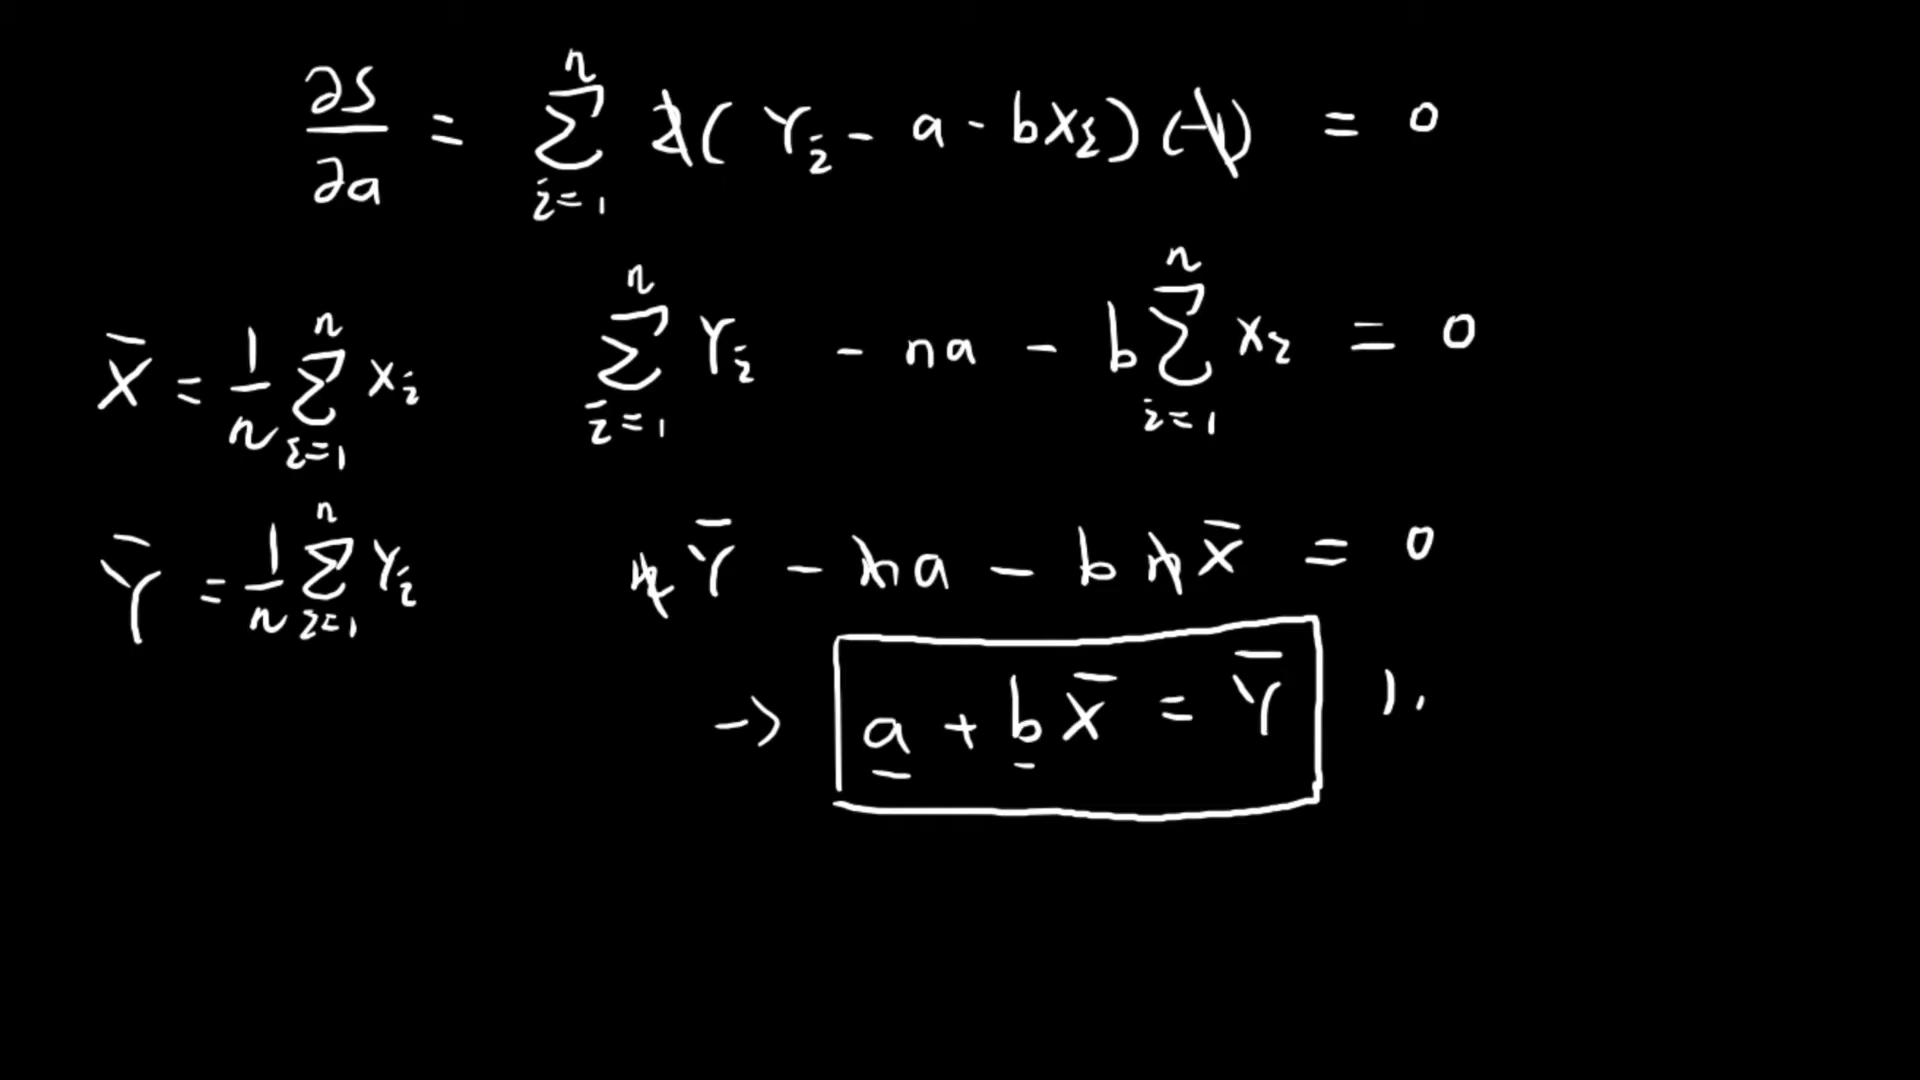 ∂S/∂a = Σ_{i=1}^{n} 2(Y_i - a - bX_i)(-1) = 0
X̄ = 1/n Σ_{i=1}^{n} X_i
Σ_{i=1}^{n} Y_i - na - b Σ_{i=1}^{n} X_i = 0
Ȳ = 1/n Σ_{i=1}^{n} Y_i
nȲ - na - bnX̄ = 0
→ a + bX̄ = Ȳ 1.